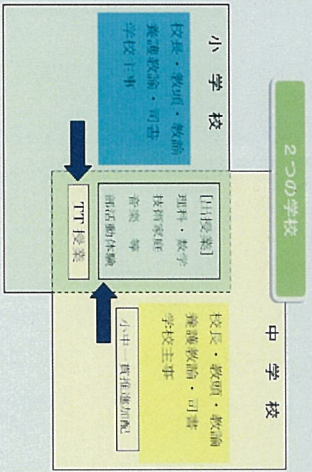 2つの学校
小学校
校長・教頭・教諭
養護教諭・司書
学校主事
[出授業]
理科・数学
技術家庭
音楽 等
部活動体験
TT授業
中学校
校長・教頭・教諭
養護教諭・司書
学校主事
小中一貫推進加配